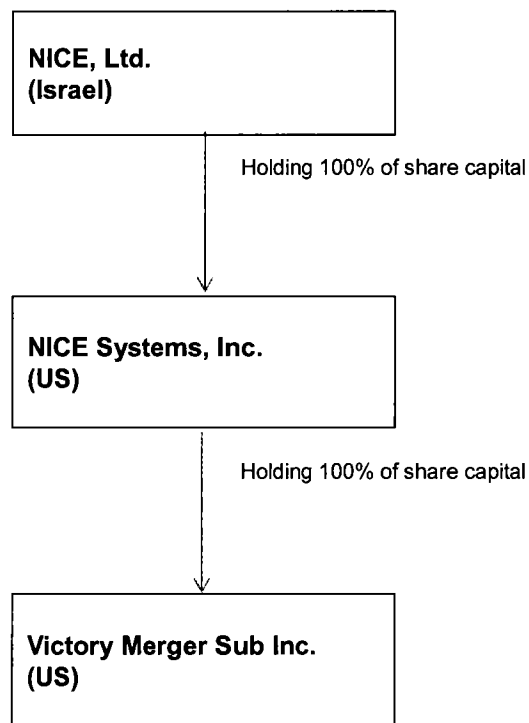 NICE, Ltd.
(Israel)
Holding 100% of share capital
NICE Systems, Inc.
(US)
Holding 100% of share capital
Victory Merger Sub Inc.
(US)